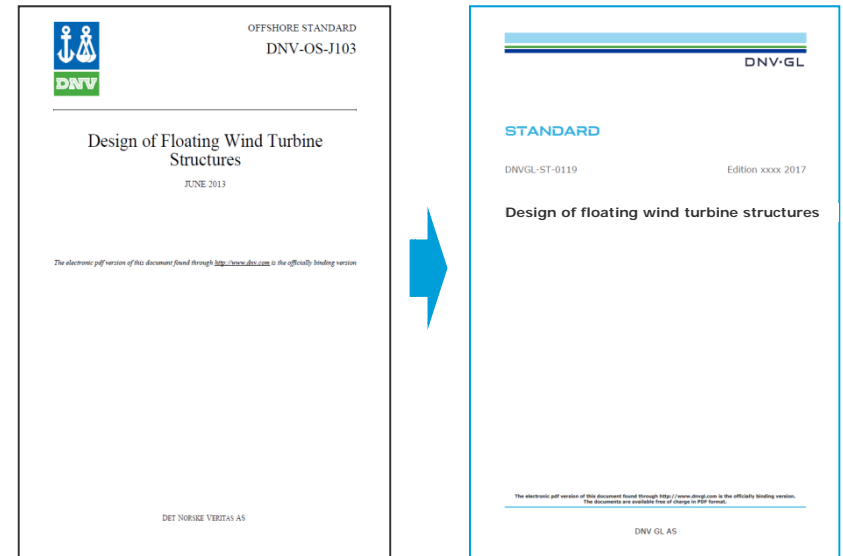 OFFSHORE STANDARD
DNV-OS-J103
DNV
Design of Floating Wind Turbine
Structures
JUNE 2013
The electronic pdf version of this document found through http://www.dnv.com is the officially binding version
DET NORSKE VERITAS AS
DNV·GL
STANDARD
DNVGL-ST-0119
Edition xxxx 2017
Design of floating wind turbine structures
The electronic pdf version of this document found through http://www.dnvgl.com is the officially binding version.
The documents are available free of charge in PDF format.
DNV GL AS